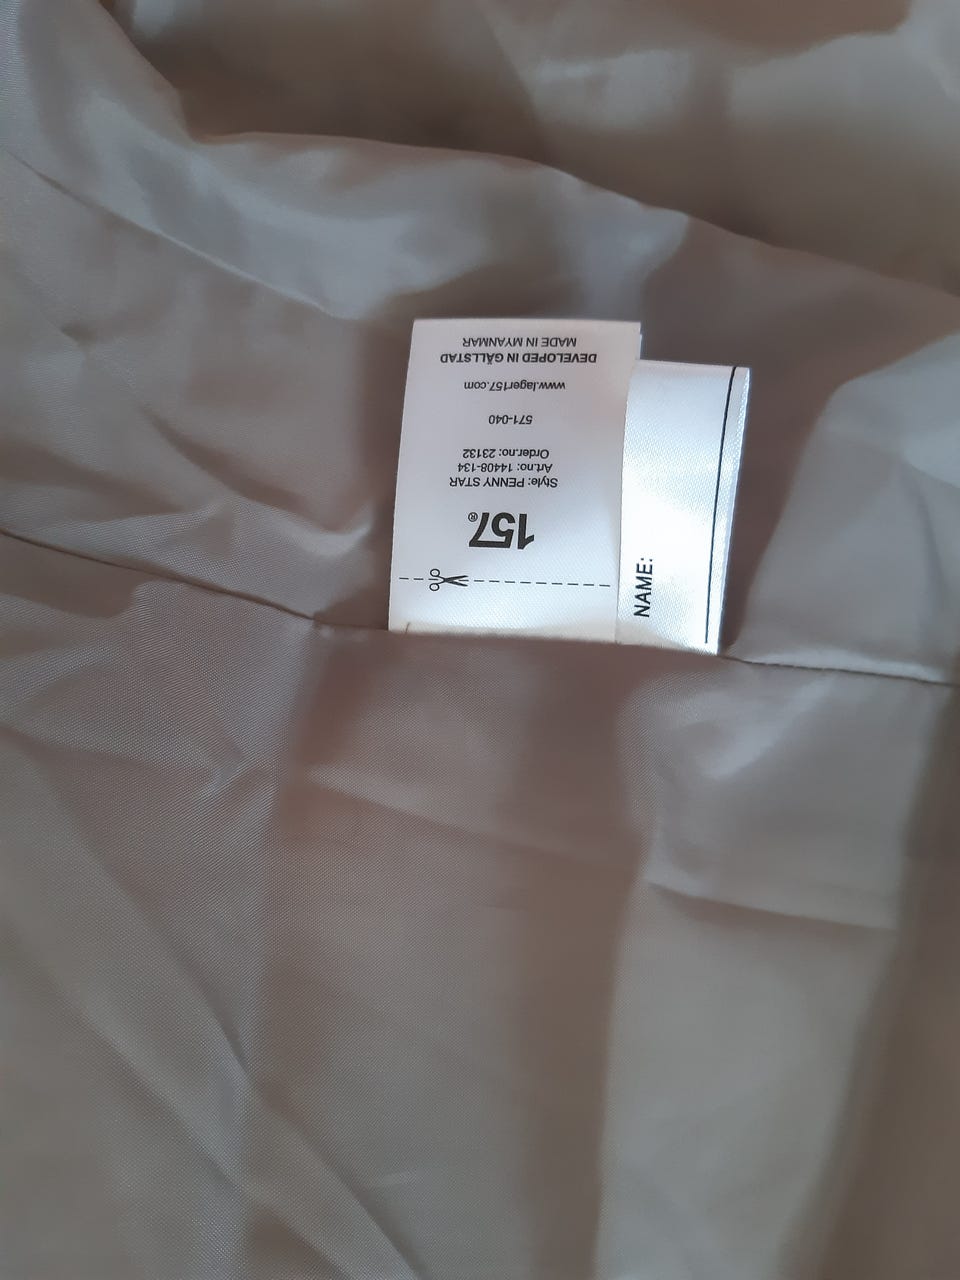 157®
Style: PENNY STAR
Art.no: 14408-134
Order.no: 23132
571-040
www.lager157.com
DEVELOPED IN GÄLLSTAD
MADE IN MYANMAR
NAME: